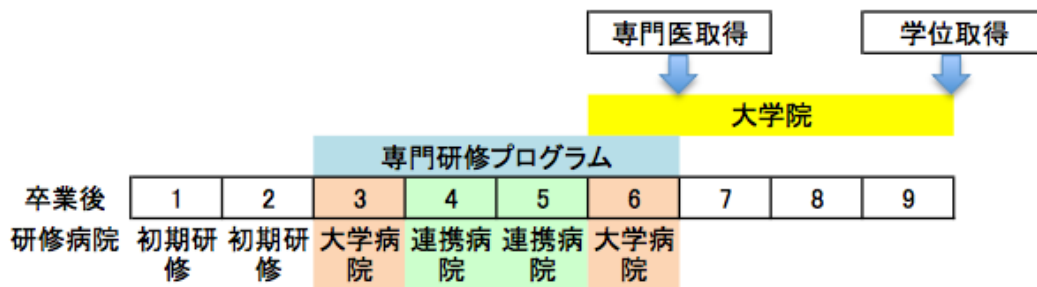 専門医取得 学位取得
大学院
専門研修プログラム
卒業後 1 2 3 4 5 6 7 8 9
研修病院 初期研 初期研 大学病 連携病 連携病 大学病
修 修 院 院 院 院